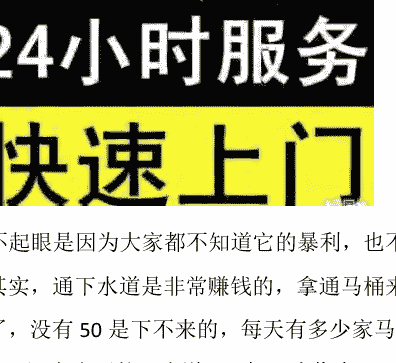 24小时服务
快速上门
不起眼是因为大家都不知道它的暴利，也不
其实，通下水道是非常赚钱的，拿通马桶来
了，没有 50 是下不来的，每天有多少家马